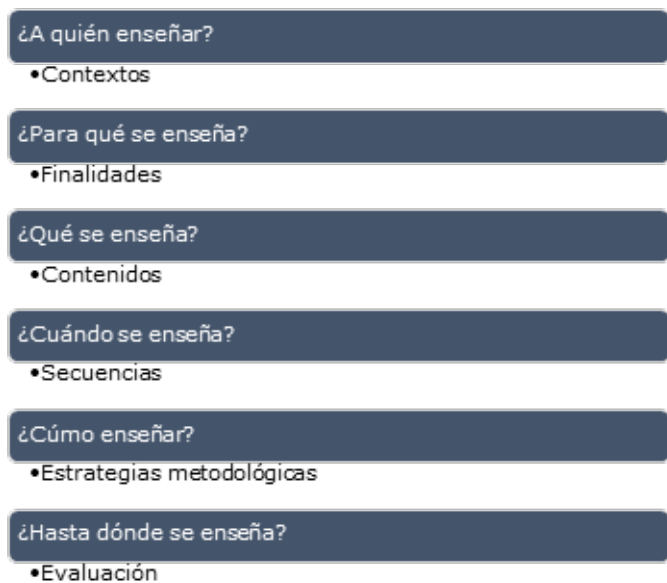 ¿A quién enseñar?
•Contextos
¿Para qué se enseña?
•Finalidades
¿Qué se enseña?
•Contenidos
¿Cuándo se enseña?
•Secuencias
¿Cúmo enseñar?
•Estrategias metodológicas
¿Hasta dónde se enseña?
•Evaluación